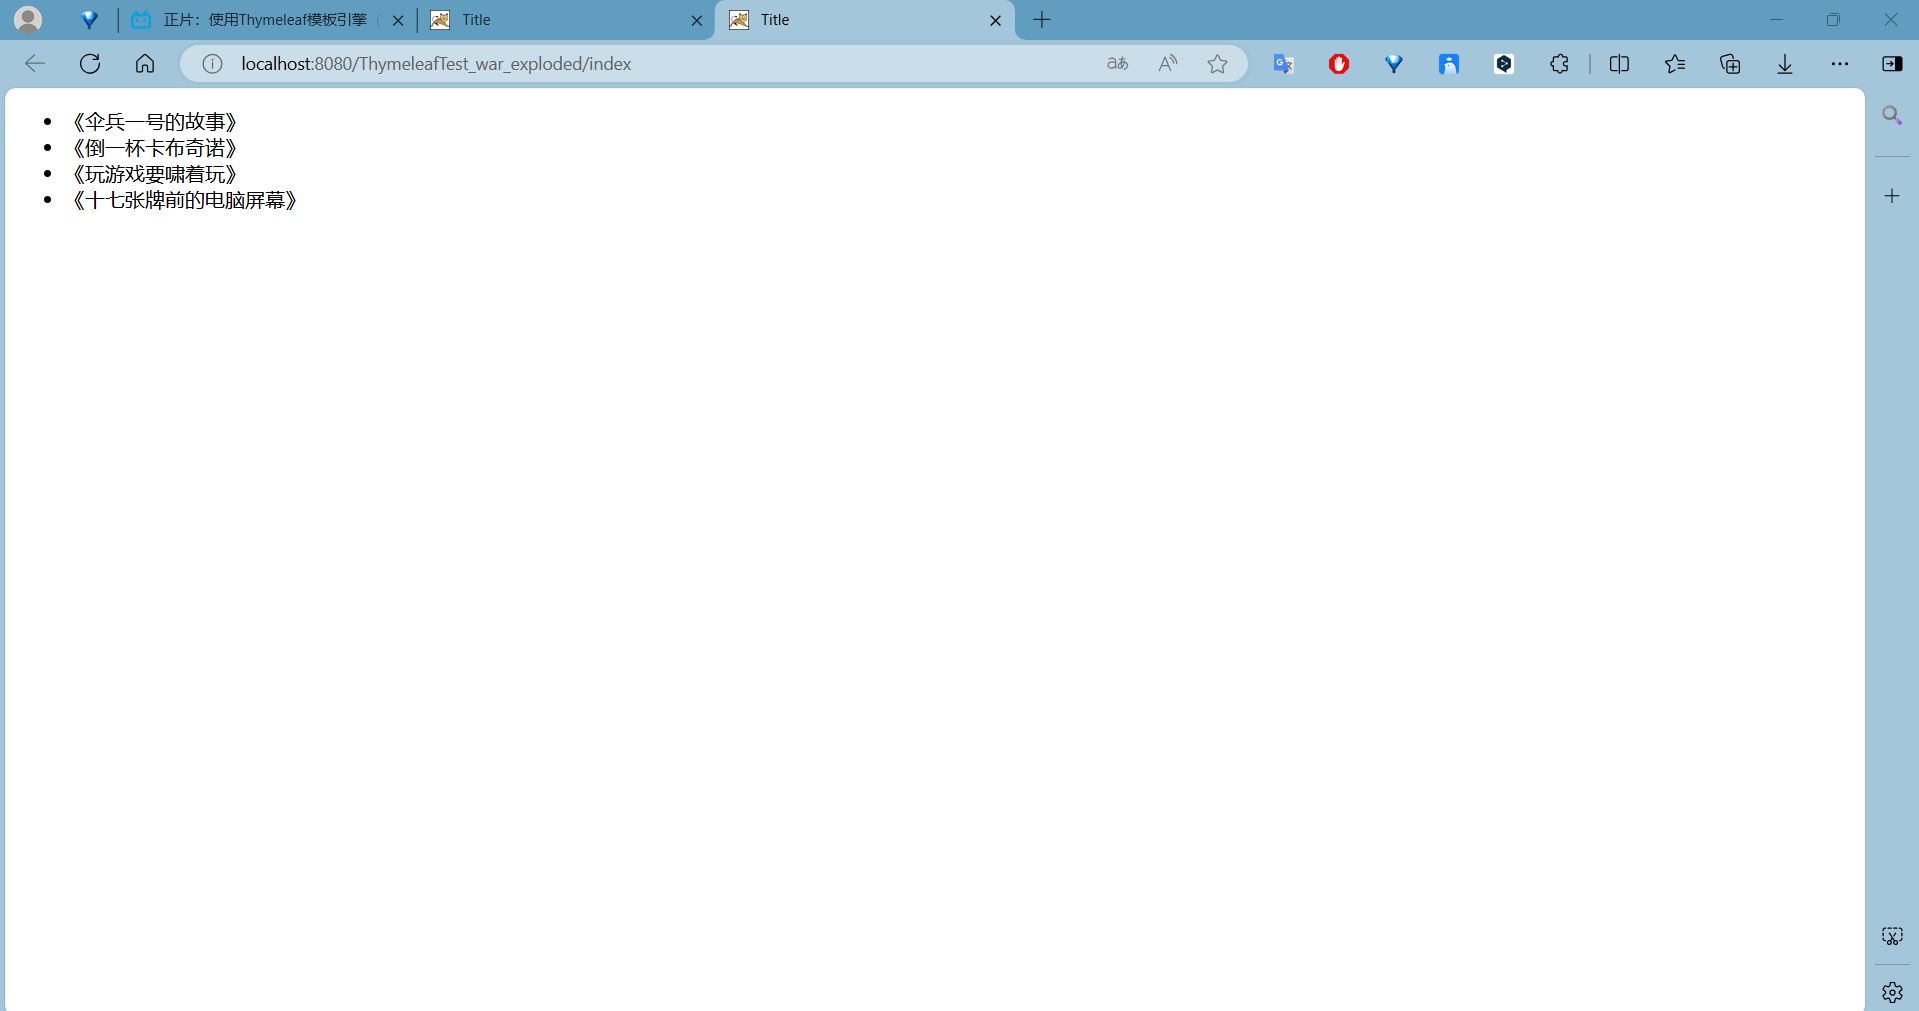 正片：使用Thymeleaf模板引擎
Title
Title
localhost:8080/ThymeleafTest_war_exploded/index
《伞兵一号的故事》
《倒一杯卡布奇诺》
《玩游戏要啸着玩》
《十七张牌前的电脑屏幕》